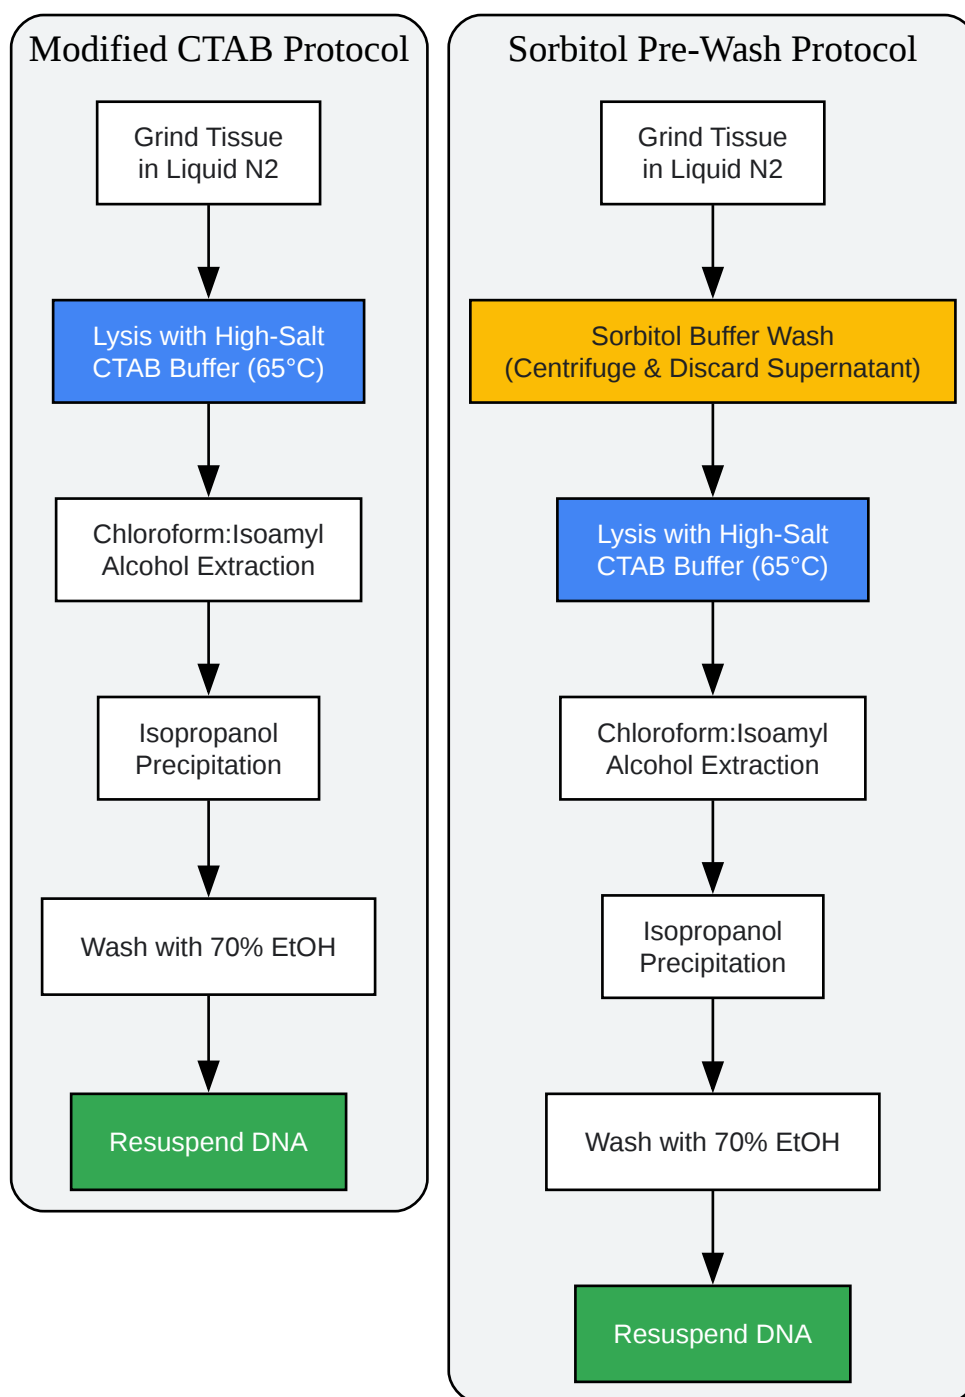 Modified CTAB Protocol
Grind Tissue
in Liquid N2
Lysis with High-Salt
CTAB Buffer (65°C)
Chloroform:Isoamyl
Alcohol Extraction
Isopropanol
Precipitation
Wash with 70% EtOH
Resuspend DNA
Sorbitol Pre-Wash Protocol
Grind Tissue
in Liquid N2
Sorbitol Buffer Wash
(Centrifuge & Discard Supernatant)
Lysis with High-Salt
CTAB Buffer (65°C)
Chloroform:Isoamyl
Alcohol Extraction
Isopropanol
Precipitation
Wash with 70% EtOH
Resuspend DNA